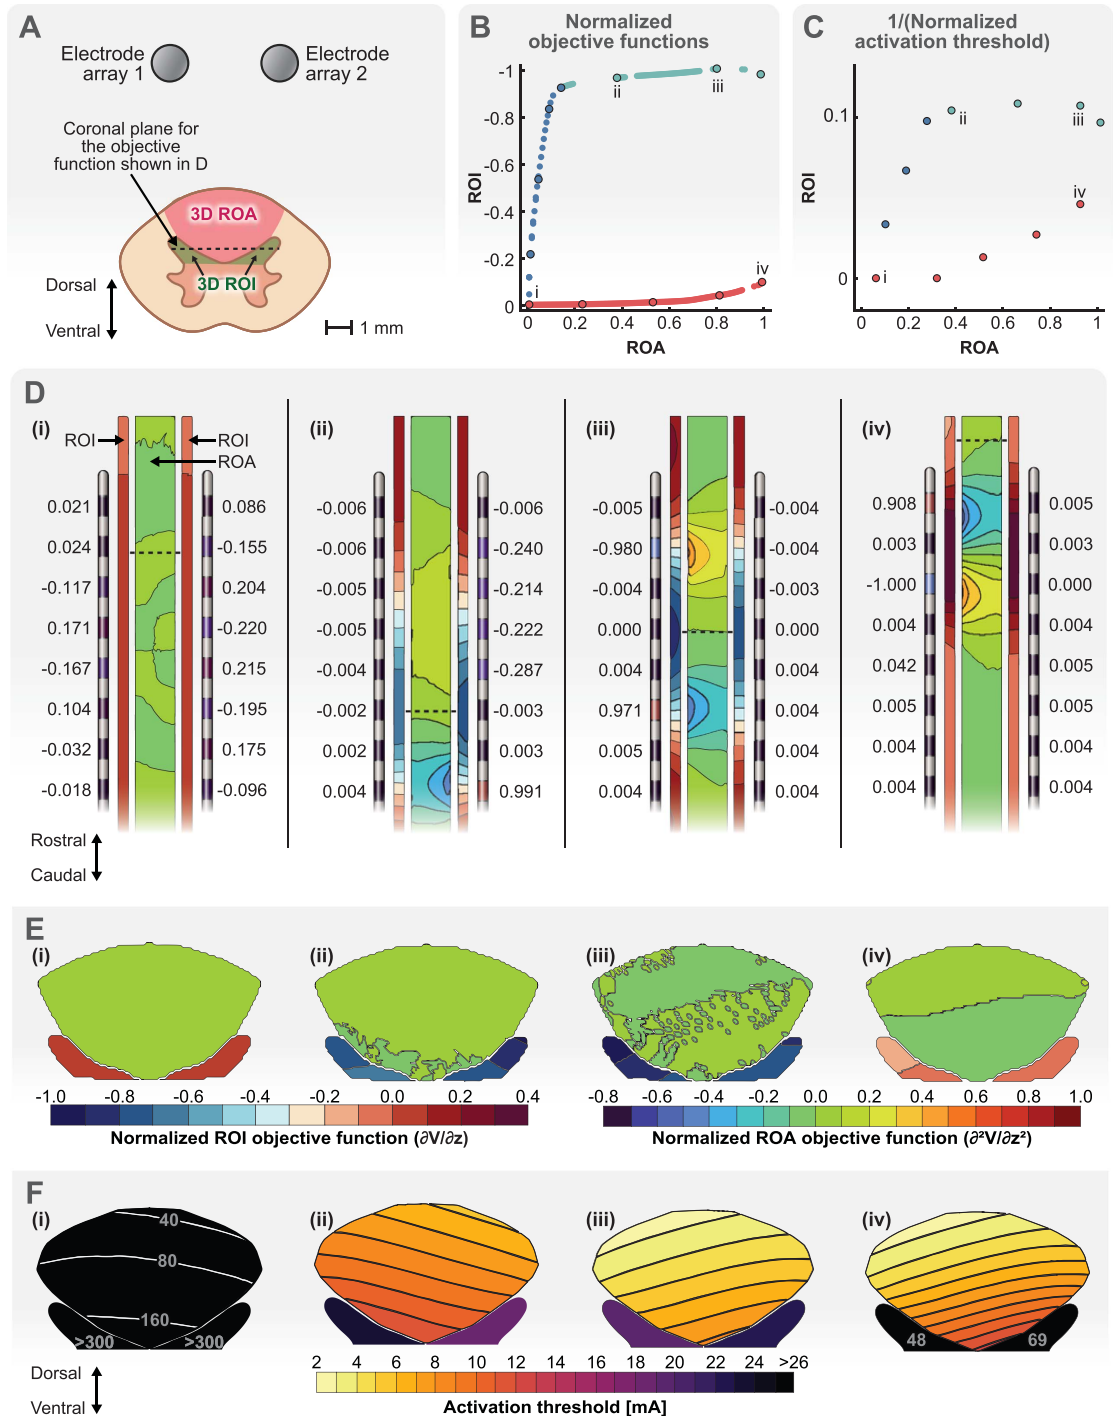 A
Electrode
array 1
Electrode
array 2
Coronal plane for
the objective
function shown in D
3D ROA
3D ROI
Dorsal
Ventral
1 mm
B
Normalized
objective functions
ROI
-1
-0.8
-0.6
-0.4
-0.2
0
0 0.2 0.4 0.6 0.8 1
ROA
i
ii
iii
iv
C
1/(Normalized
activation threshold)
ROI
0.1
0
0 0.2 0.4 0.6 0.8 1
ROA
i
ii
iii
iv
D
(i)
ROI
ROI
ROA
0.021 0.086
0.024 -0.155
-0.117 0.204
0.171 -0.220
-0.167 0.215
0.104 -0.195
-0.032 0.175
-0.018 -0.096
(ii)
-0.006 -0.006
-0.006 -0.240
-0.005 -0.214
-0.005 -0.222
-0.004 -0.287
-0.002 -0.003
0.002 0.003
0.004 0.991
(iii)
-0.005 -0.004
-0.980 -0.004
-0.004 -0.003
0.000 0.000
0.004 0.004
0.971 0.004
0.005 0.004
0.004 0.004
(iv)
0.908 0.005
0.003 0.003
-1.000 0.000
0.004 0.004
0.042 0.005
0.005 0.005
0.004 0.004
0.004 0.004
Rostral
Caudal
E
(i)
(ii)
(iii)
(iv)
-1.0 -0.8 -0.6 -0.4 -0.2 0.0 0.2 0.4
Normalized ROI objective function (∂V/∂z)
-0.8 -0.6 -0.4 -0.2 0.0 0.2 0.4 0.6 0.8 1.0
Normalized ROA objective function (∂²V/∂z²)
F
(i)
40
80
160
>300 >300
(ii)
(iii)
(iv)
48 69
2 4 6 8 10 12 14 16 18 20 22 24 >26
Activation threshold [mA]
Dorsal
Ventral